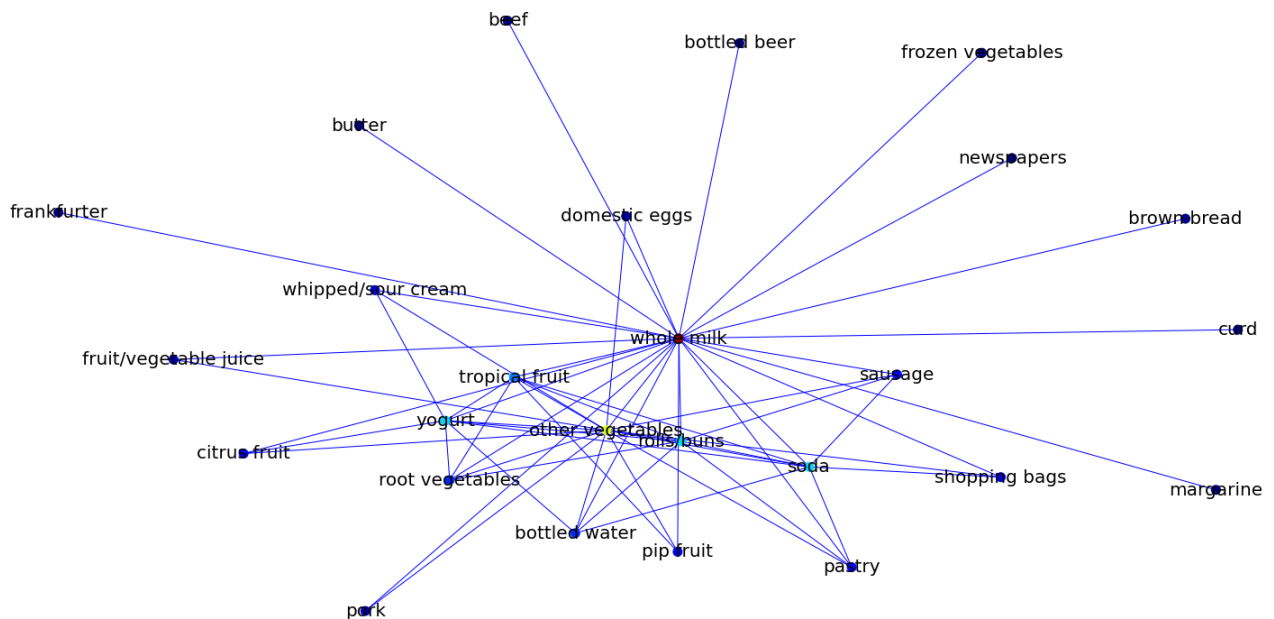 beef
bottled beer
frozen vegetables
butter
newspapers
frankfurter
domestic eggs
brown bread
whipped/sour cream
curd
whole milk
fruit/vegetable juice
tropical fruit
sausage
yogurt
other vegetables
rolls/buns
citrus fruit
soda
root vegetables
shopping bags
margarine
bottled water
pip fruit
pastry
pork